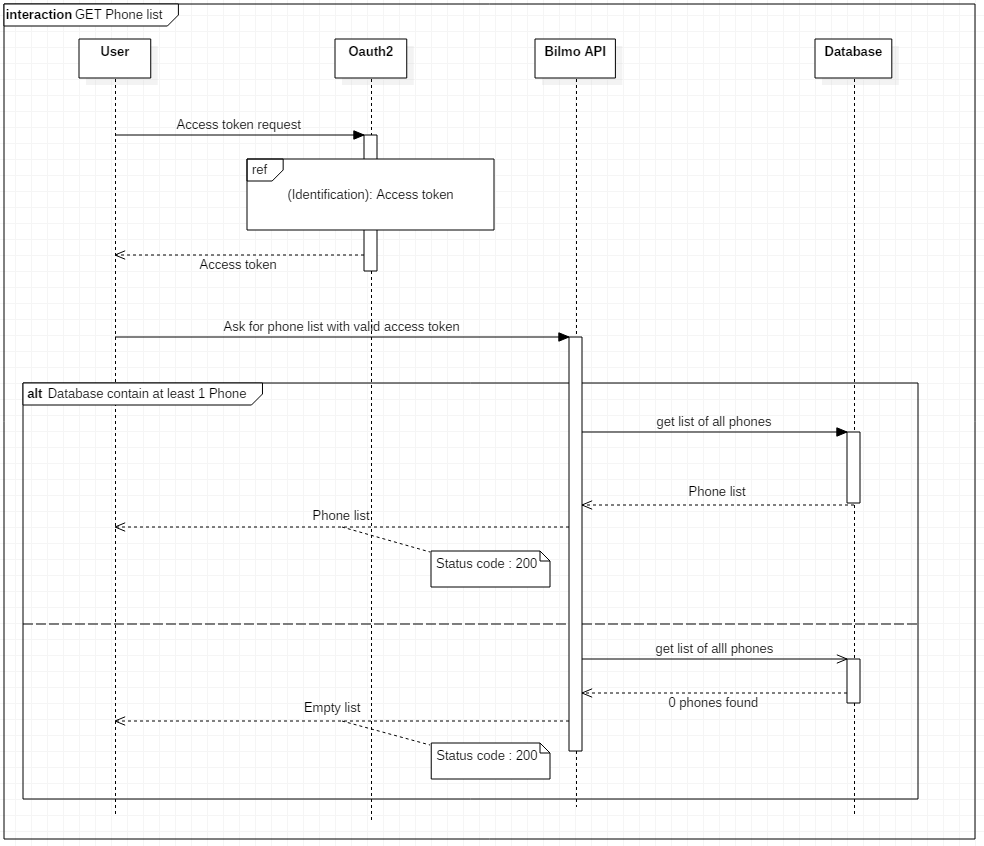 interaction GET Phone list
User
Oauth2
Bilmo API
Database
Access token request
ref
(Identification): Access token
Access token
Ask for phone list with valid access token
alt Database contain at least 1 Phone
get list of all phones
Phone list
Phone list
Status code : 200
get list of alll phones
0 phones found
Empty list
Status code : 200